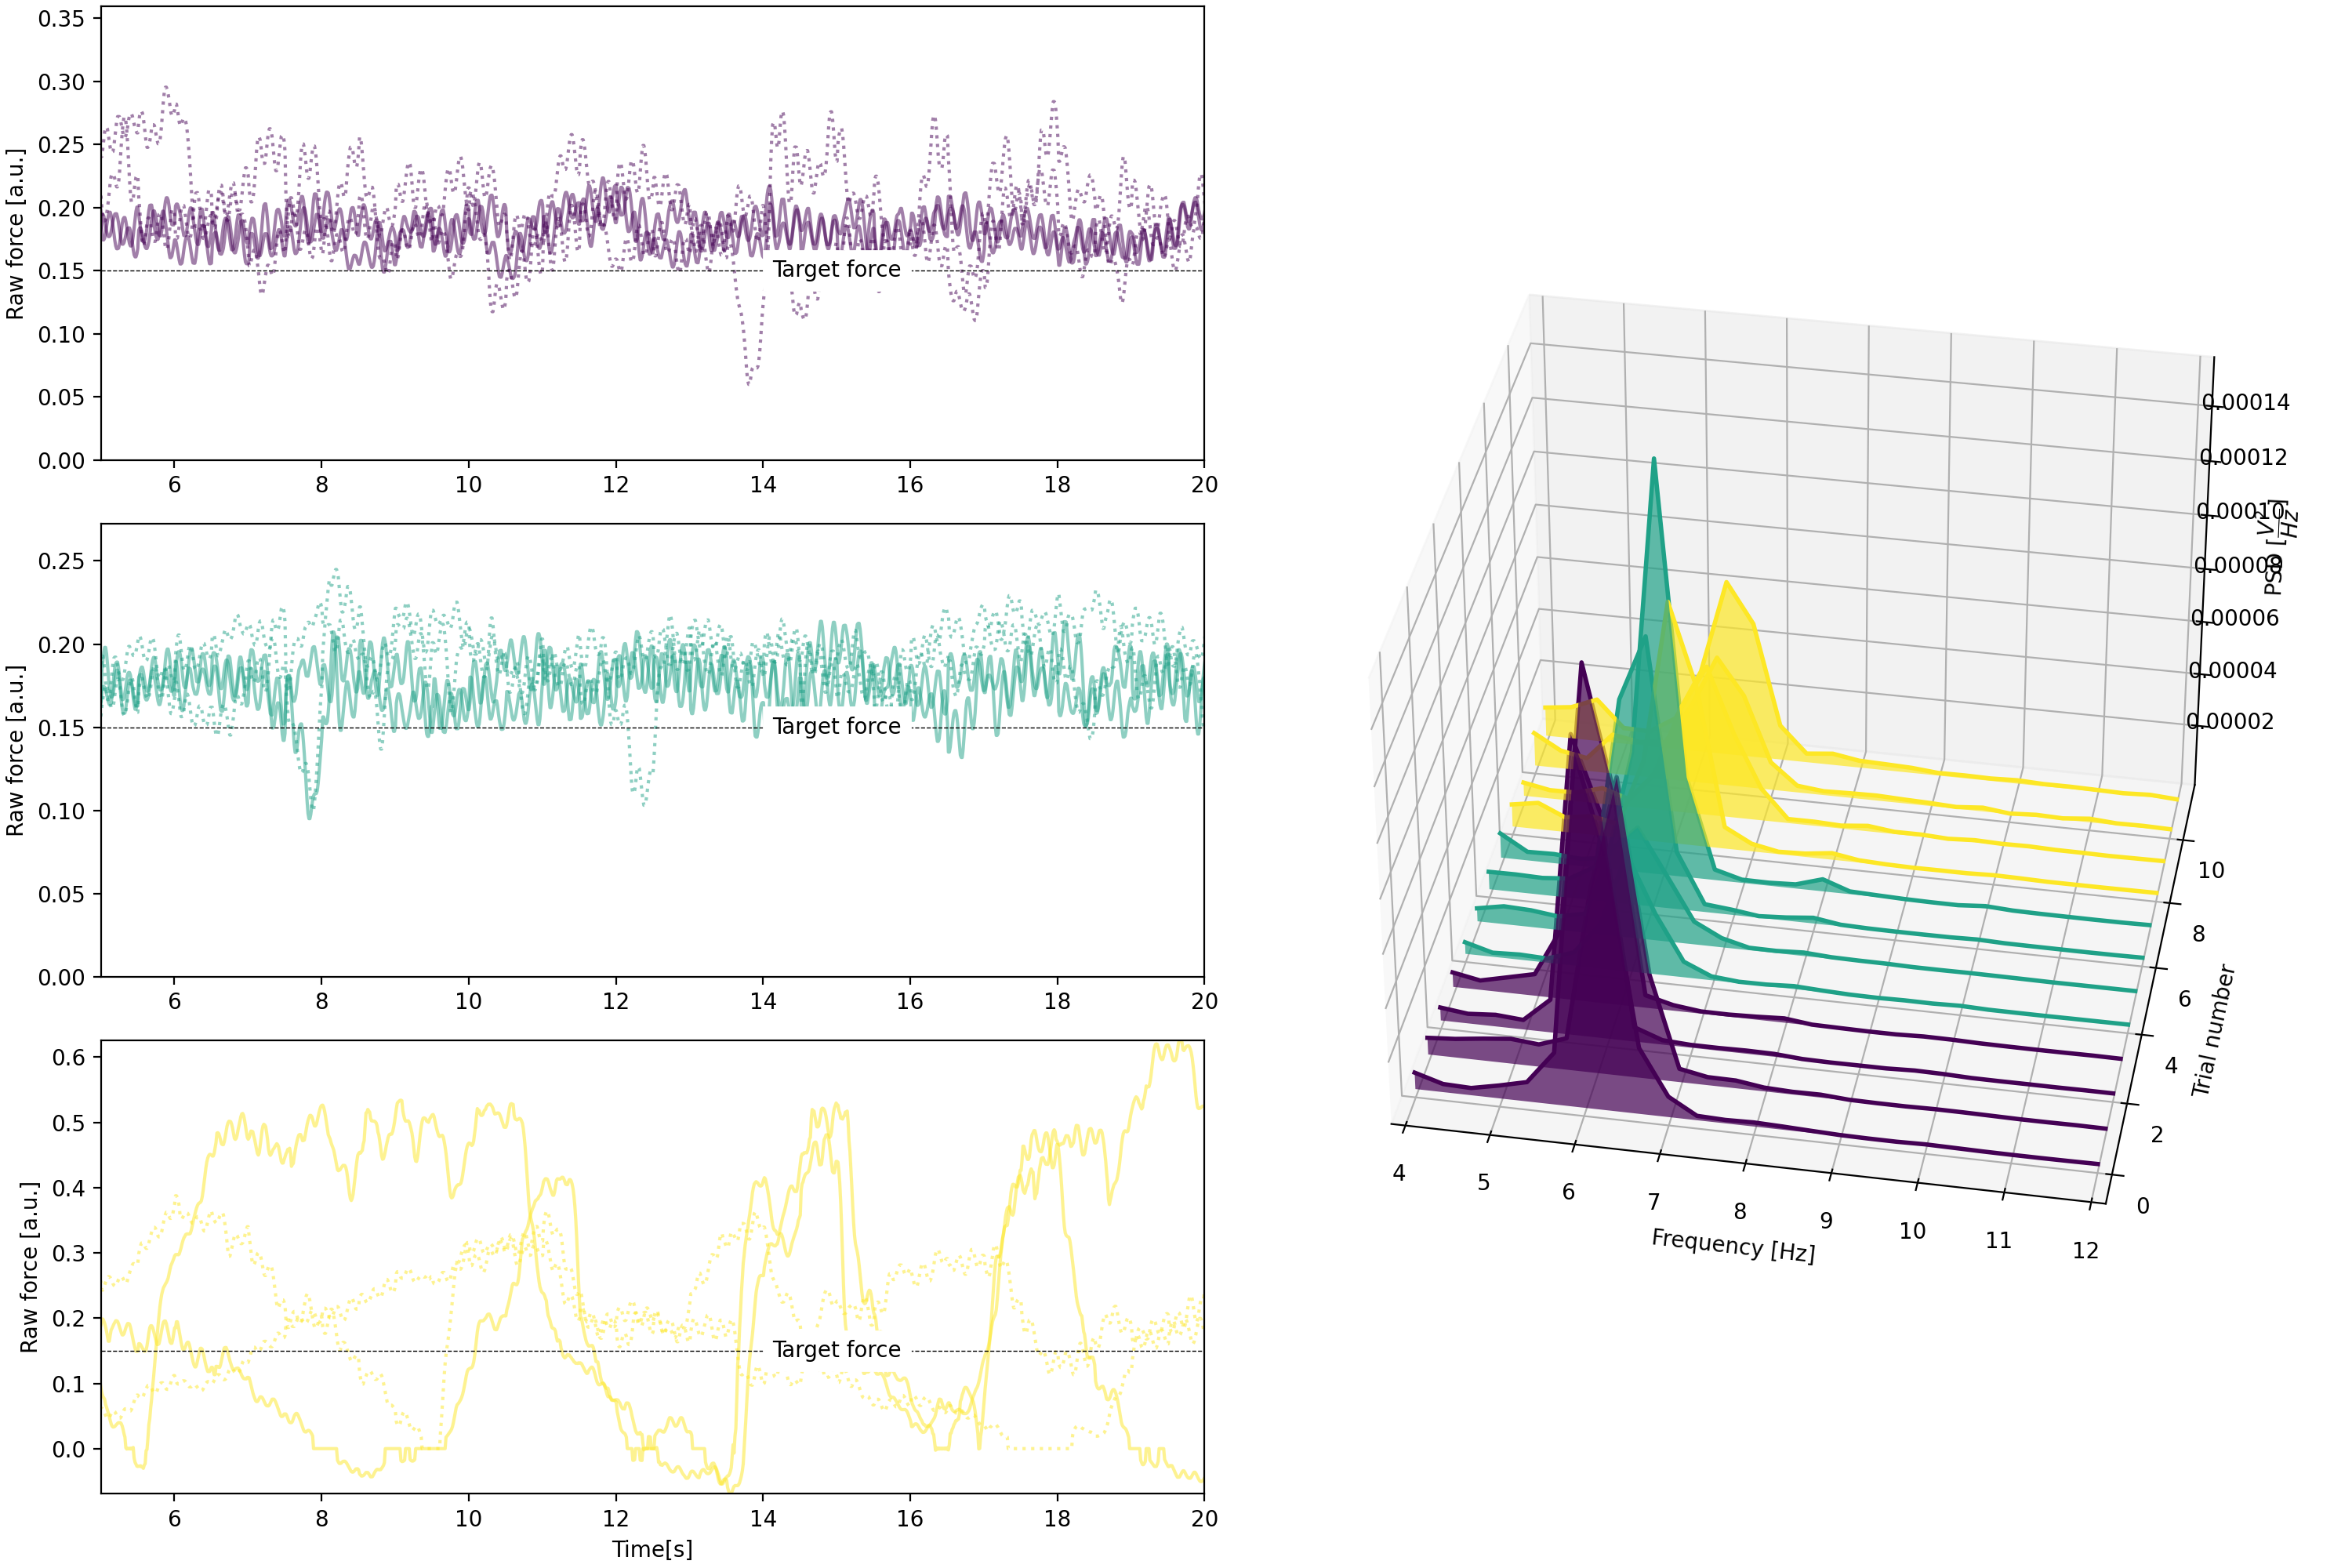 0.35
0.30
0.25
0.20
0.15
0.10
0.05
0.00
Raw force [a.u.]
Target force
6 8 10 12 14 16 18 20
0.25
0.20
0.15
0.10
0.05
0.00
Raw force [a.u.]
Target force
6 8 10 12 14 16 18 20
0.6
0.5
0.4
0.3
0.2
0.1
0.0
Raw force [a.u.]
Target force
6 8 10 12 14 16 18 20
Time[s]
0.00014
0.00012
0.00010
0.00008
0.00006
0.00004
0.00002
10
8
6
4
2
0
Trial number
4 5 6 7 8 9 10 11 12
Frequency [Hz]